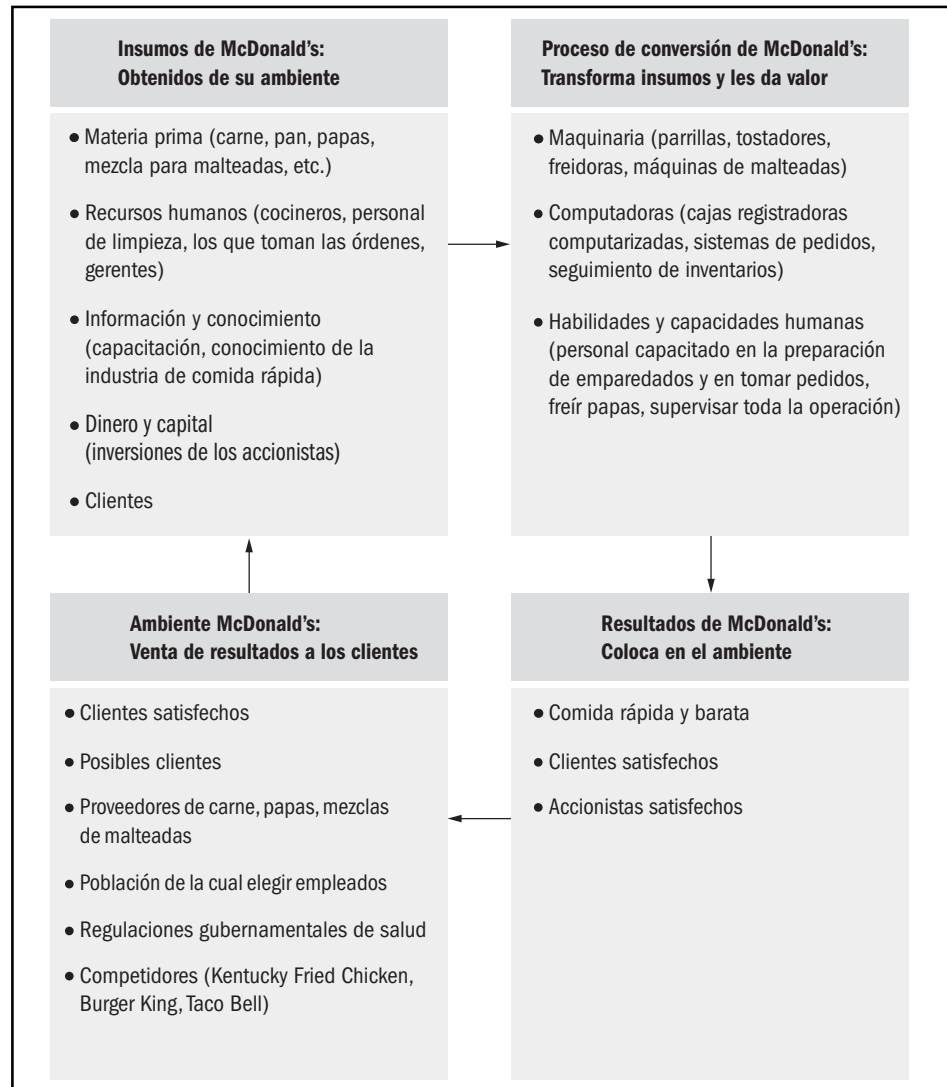 Insumos de McDonald's:
Obtenidos de su ambiente
• Materia prima (carne, pan, papas,
mezcla para malteadas, etc.)
• Recursos humanos (cocineros, personal
de limpieza, los que toman las órdenes,
gerentes)
• Información y conocimiento
(capacitación, conocimiento de la
industria de comida rápida)
• Dinero y capital
(inversiones de los accionistas)
• Clientes
Proceso de conversión de McDonald's:
Transforma insumos y les da valor
• Maquinaria (parrillas, tostadores,
freidoras, máquinas de malteadas)
• Computadoras (cajas registradoras
computarizadas, sistemas de pedidos,
seguimiento de inventarios)
• Habilidades y capacidades humanas
(personal capacitado en la preparación
de emparedados y en tomar pedidos,
freír papas, supervisar toda la operación)
Ambiente McDonald's:
Venta de resultados a los clientes
• Clientes satisfechos
• Posibles clientes
• Proveedores de carne, papas, mezclas
de malteadas
• Población de la cual elegir empleados
• Regulaciones gubernamentales de salud
• Competidores (Kentucky Fried Chicken,
Burger King, Taco Bell)
Resultados de McDonald's:
Coloca en el ambiente
• Comida rápida y barata
• Clientes satisfechos
• Accionistas satisfechos